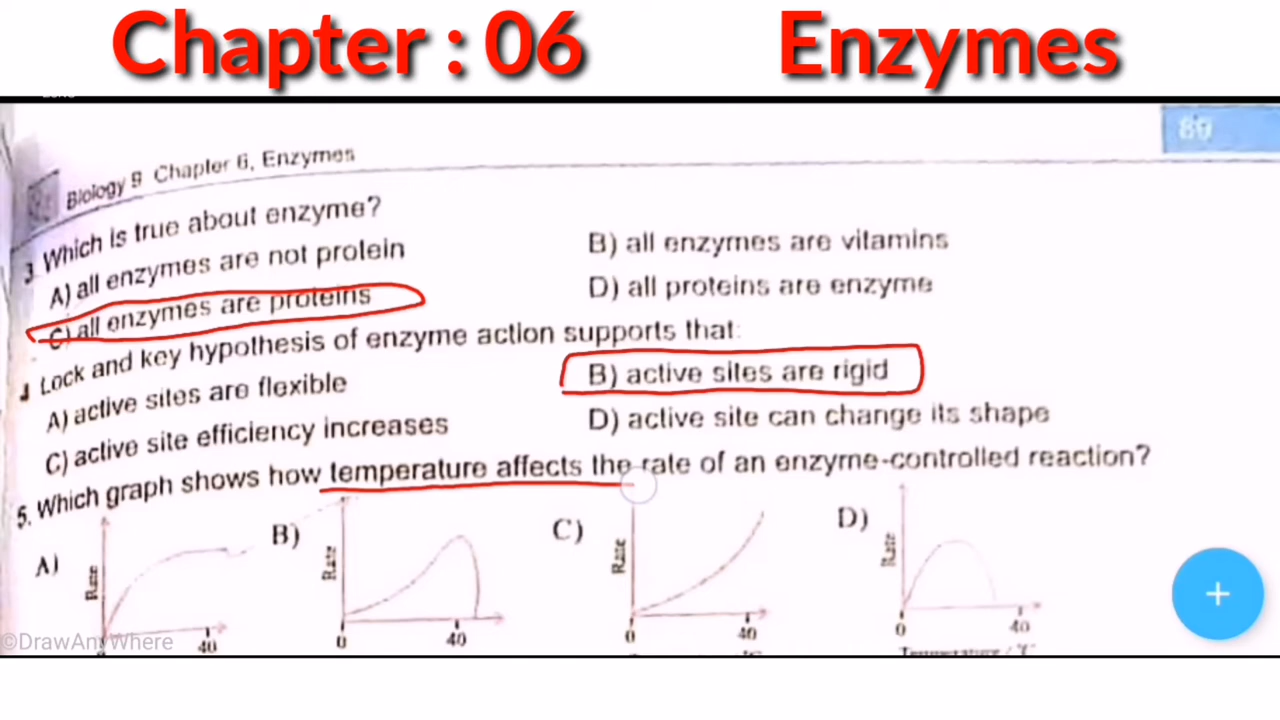 Chapter : 06 Enzymes
89
Biology 9 Chapter 6, Enzymes
3 Which is true about enzyme?
A) all enzymes are not protein B) all enzymes are vitamins
C) all enzymes are proteins D) all proteins are enzyme
Lock and key hypothesis of enzyme action supports that:
A) active sites are flexible B) active sites are rigid
C) active site efficiency increases D) active site can change its shape
5. Which graph shows how temperature affects the rate of an enzyme-controlled reaction?
A) B) C) D)
Rate Rate Rate Rate
40 0 40 0 40 0 40
©DrawAnyWhere
+